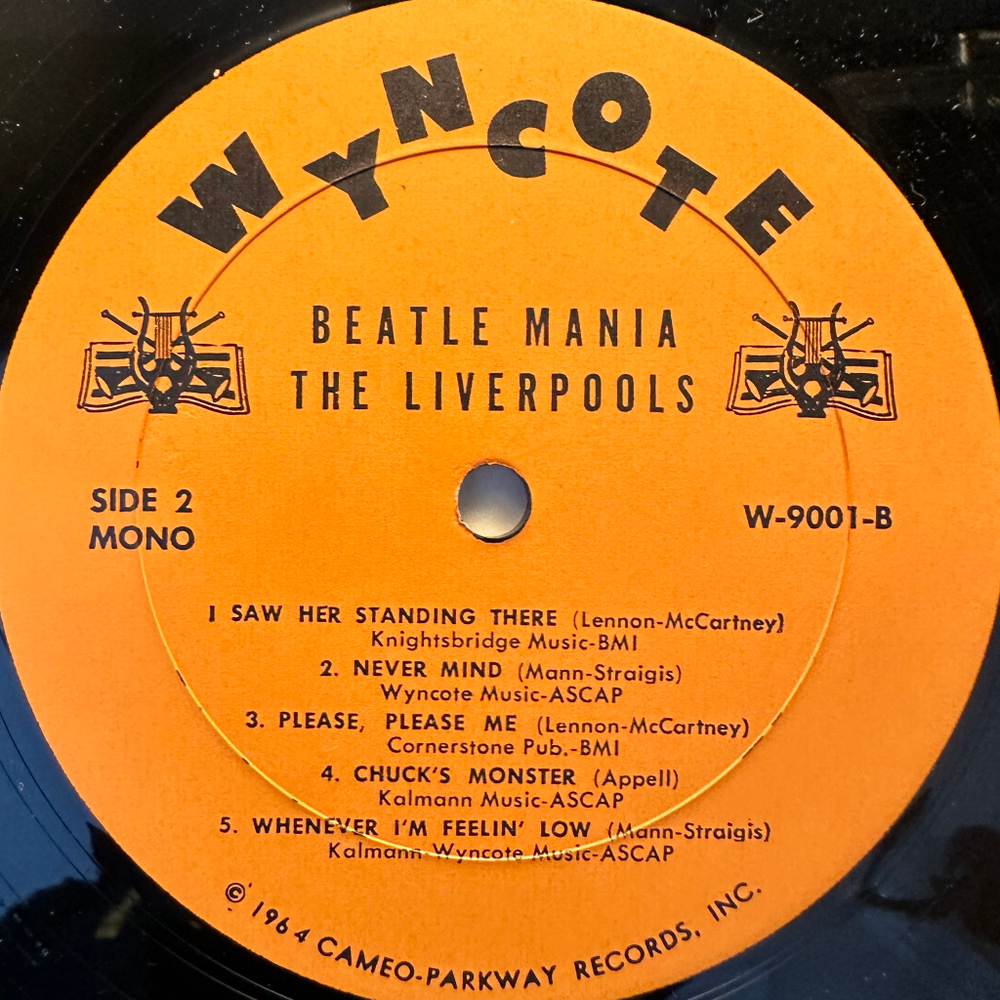 WYNCOTE
BEATLE MANIA
THE LIVERPOOLS
SIDE 2
MONO
W-9001-B
1 SAW HER STANDING THERE (Lennon-McCartney)
Knightsbridge Music-BMI
2. NEVER MIND (Mann-Straigis)
Wyncote Music-ASCAP
3. PLEASE, PLEASE ME (Lennon-McCartney)
Cornerstone Pub.-BMI
4. CHUCK'S MONSTER (Appell)
Kalmann Music-ASCAP
5. WHENEVER I'M FEELIN' LOW (Mann-Straigis)
Kalmann-Wyncote Music-ASCAP
© 1964 CAMEO-PARKWAY RECORDS, INC.